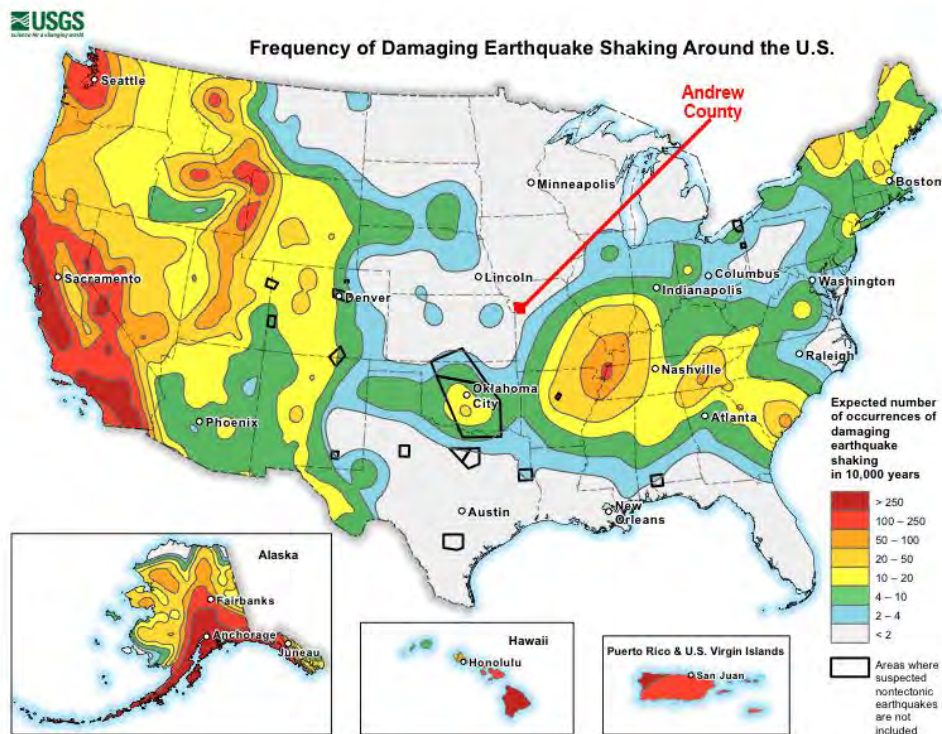 USGS
science for a changing world
Frequency of Damaging Earthquake Shaking Around the U.S.
Andrew
County
Seattle
Minneapolis
Boston
Sacramento
Lincoln
Columbus
Denver
Indianapolis
Washington
Nashville
Raleigh
Oklahoma
City
Phoenix
Atlanta
Austin
New
Orleans
Expected number
of occurrences of
damaging
earthquake
shaking
in 10,000 years
> 250
100 – 250
50 – 100
20 – 50
10 – 20
4 – 10
2 – 4
< 2
Areas where
suspected
nontectonic
earthquakes
are not
included
Alaska
Fairbanks
Anchorage
Juneau
Hawaii
Honolulu
Puerto Rico & U.S. Virgin Islands
San Juan